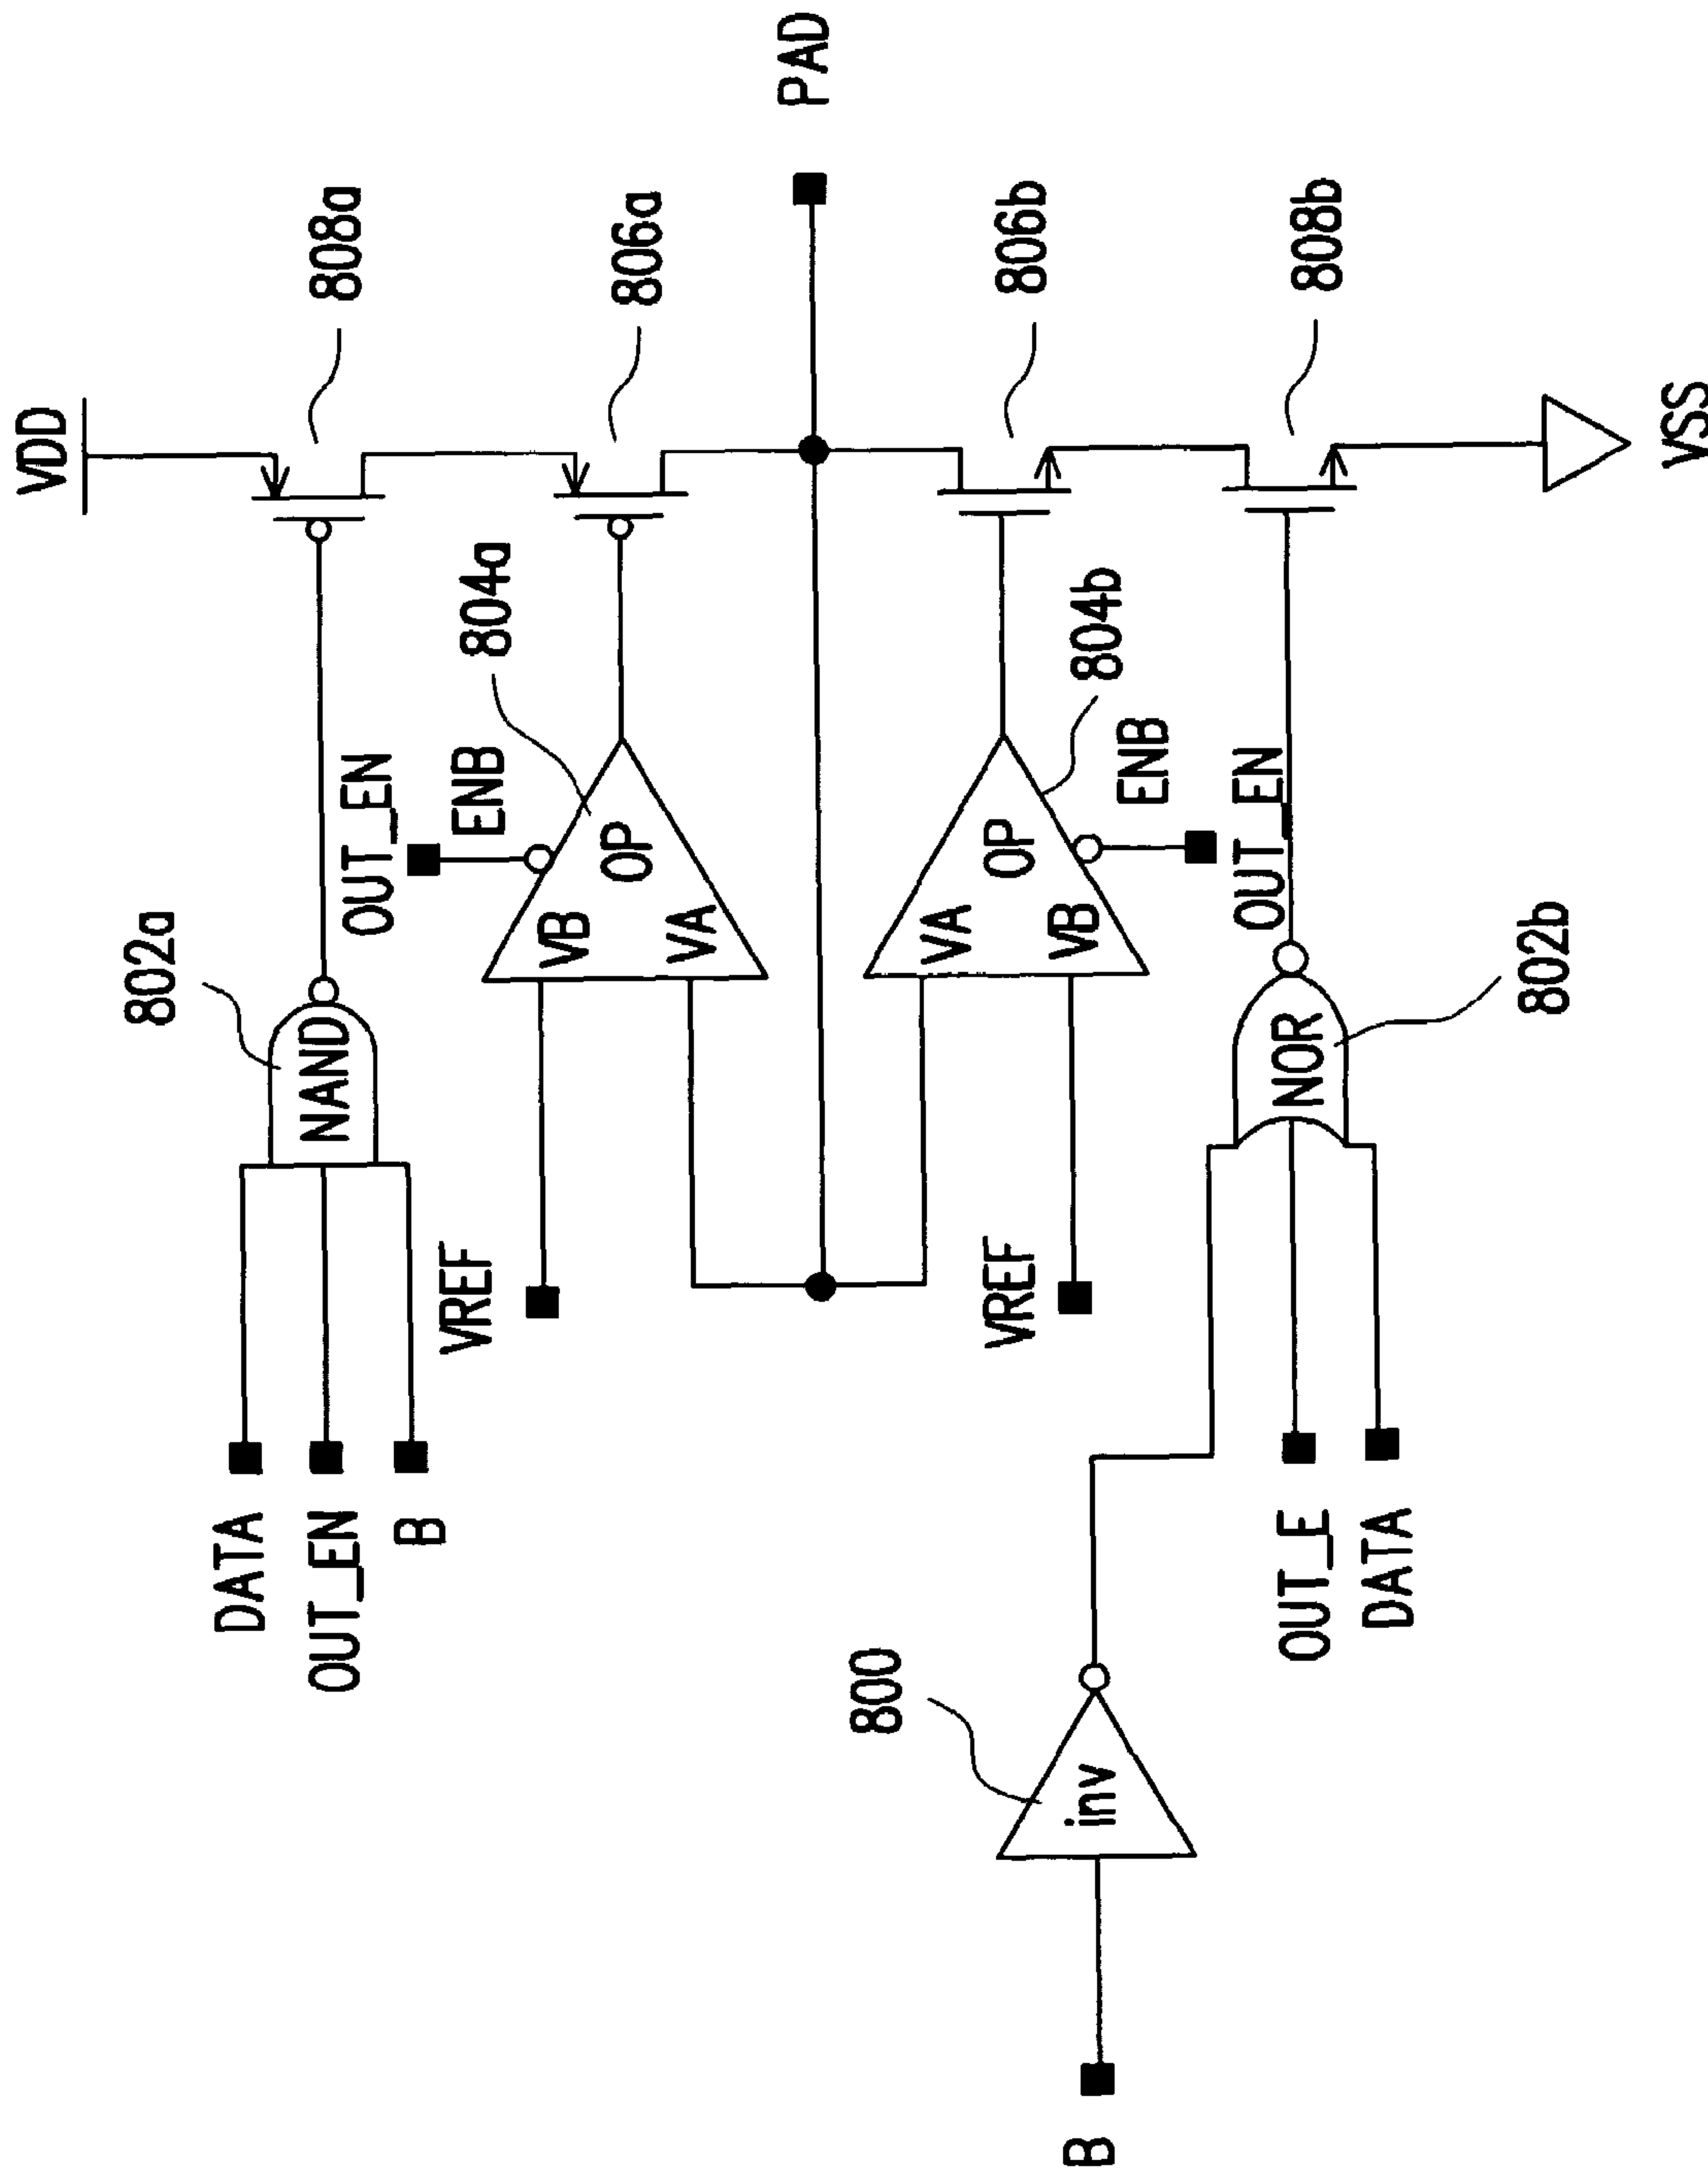 VDD
808a
802a
NAND
DATA
OUT_EN
B
OUT_EN
ENB
804a
806a
VREF
VB
OP
VA
PAD
VREF
VA
OP
VB
804b
806b
ENB
OUT_EN
808b
800
inv
B
NOR
OUT_E
DATA
802b
VSS